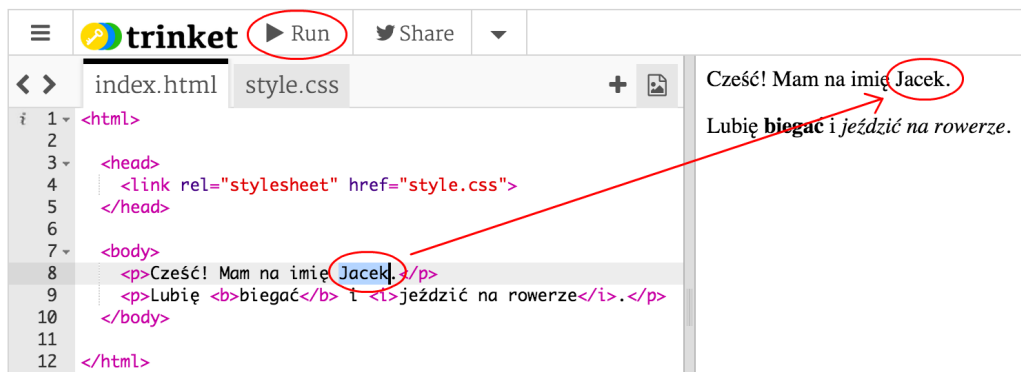 trinket Run Share
index.html style.css
i 1 <html>
2
3 <head>
4 <link rel="stylesheet" href="style.css">
5 </head>
6
7 <body>
8 <p>Cześć! Mam na imię Jacek.</p>
9 <p>Lubię <b>biegać</b> i <i>jeździć na rowerze</i>.</p>
10 </body>
11
12 </html>
Cześć! Mam na imię Jacek.
Lubię biegać i jeździć na rowerze.